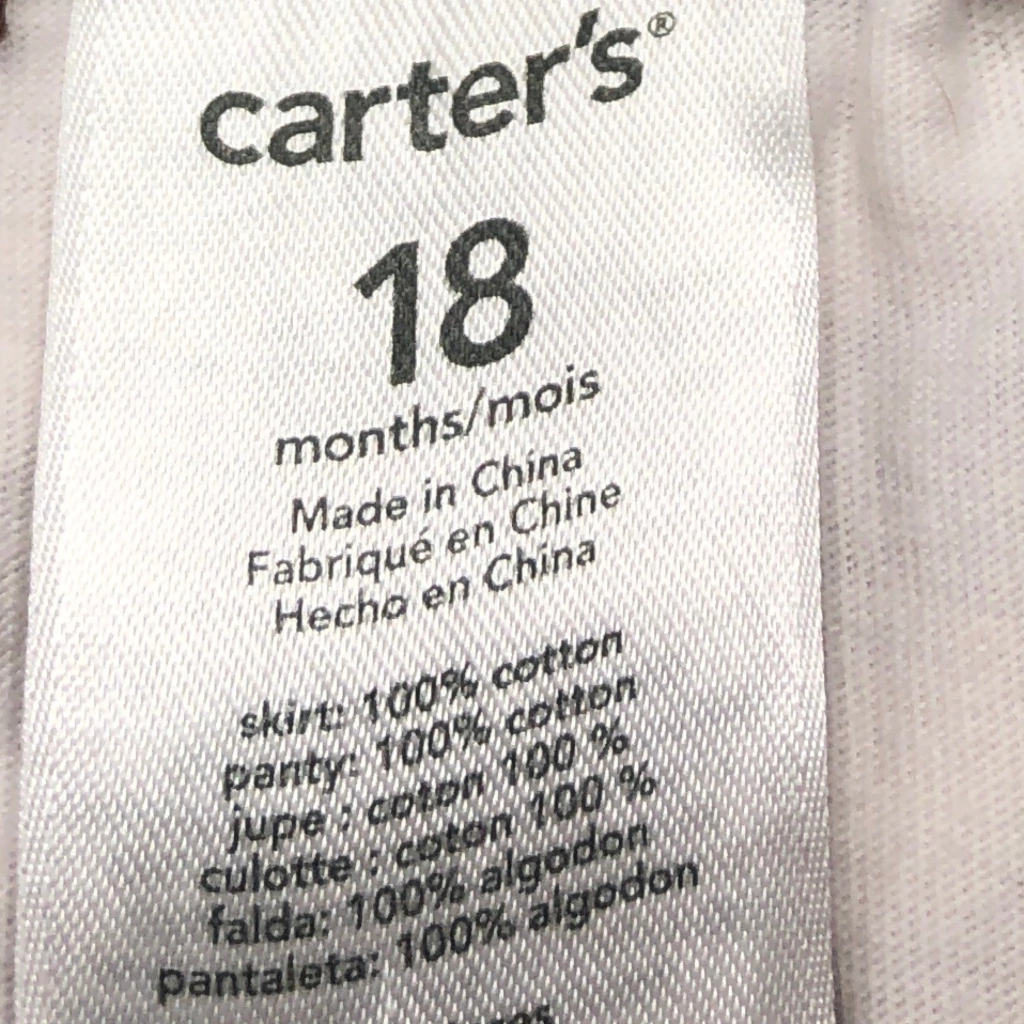 carter's®
18
months/mois
Made in China
Fabriqué en Chine
Hecho en China
skirt: 100% cotton
panty: 100% cotton
jupe : coton 100 %
culotte : coton 100 %
falda: 100% algodon
pantaleta: 100% algodon